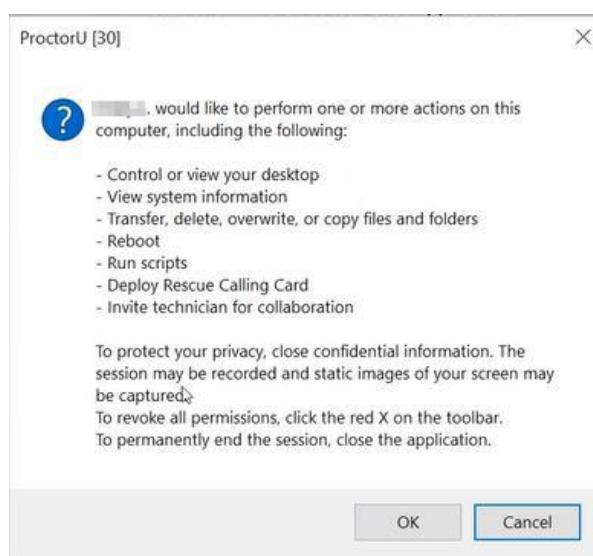 ProctorU [30]
. would like to perform one or more actions on this
computer, including the following:
- Control or view your desktop
- View system information
- Transfer, delete, overwrite, or copy files and folders
- Reboot
- Run scripts
- Deploy Rescue Calling Card
- Invite technician for collaboration
To protect your privacy, close confidential information. The
session may be recorded and static images of your screen may
be captured.
To revoke all permissions, click the red X on the toolbar.
To permanently end the session, close the application.
OK
Cancel